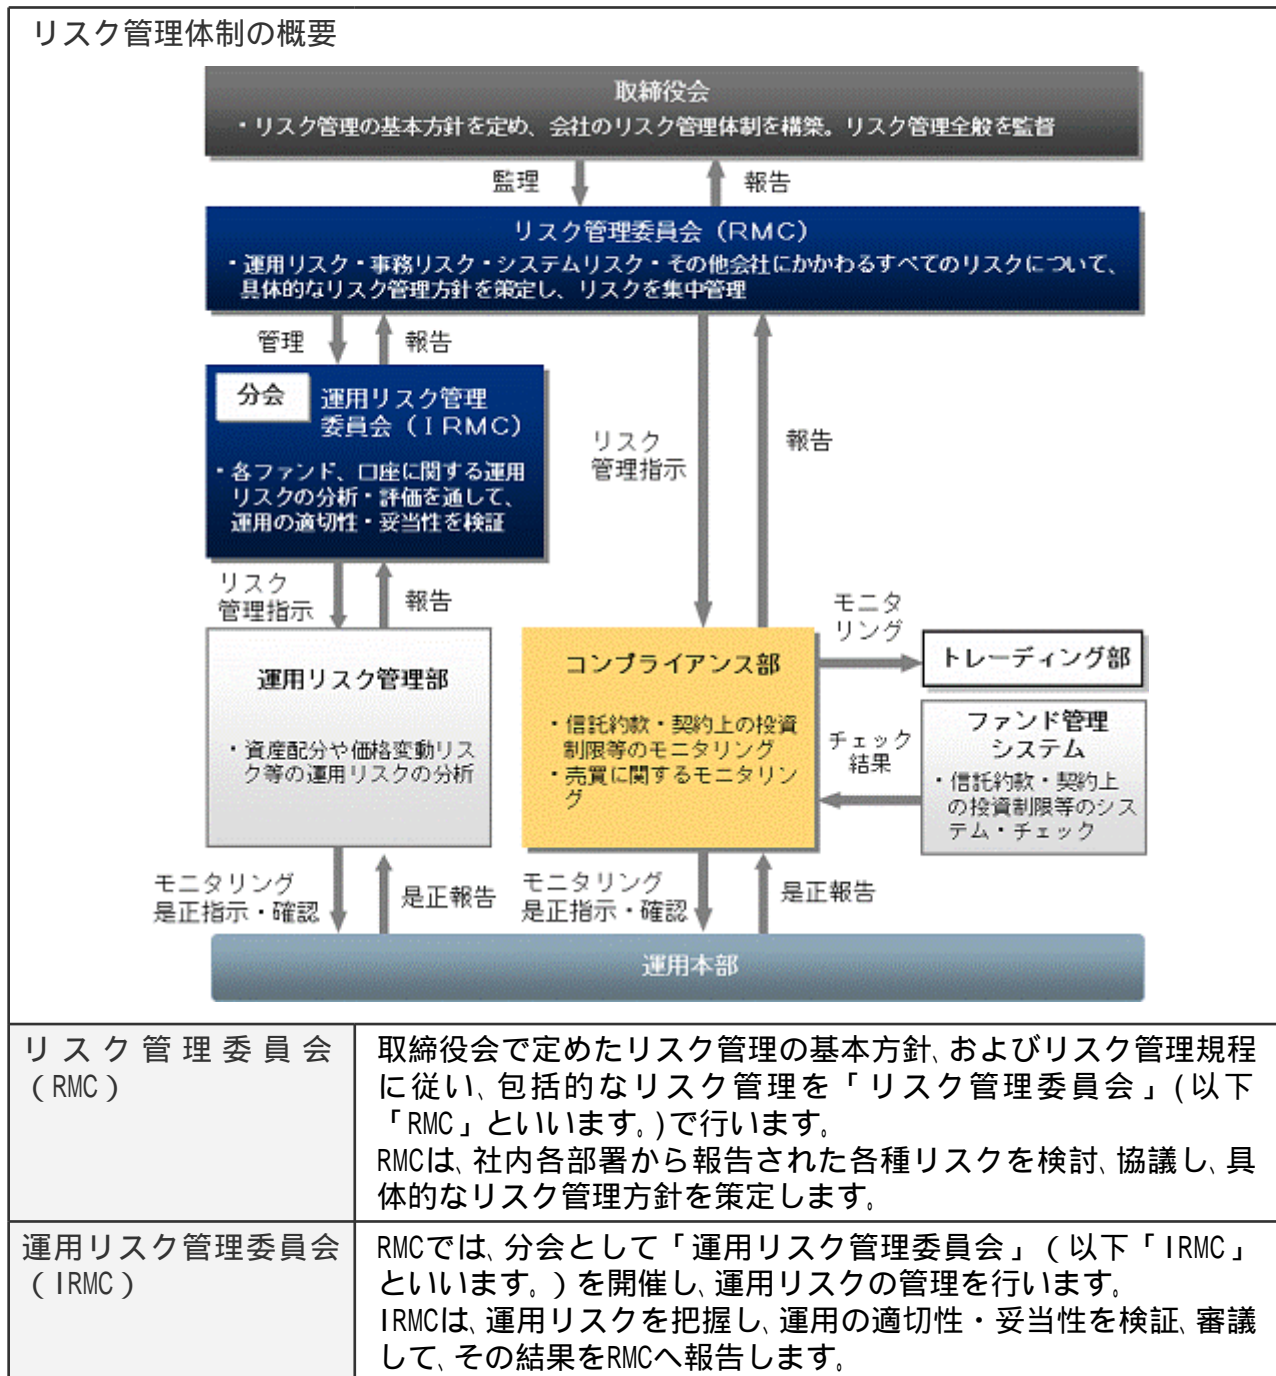 リスク管理体制の概要
取締役会
・リスク管理の基本方針を定め、会社のリスク管理体制を構築。リスク管理全般を監督
監理
報告
リスク管理委員会（RMC）
・運用リスク・事務リスク・システムリスク・その他会社にかかわるすべてのリスクについて、
具体的なリスク管理方針を策定し、リスクを集中管理
管理
報告
分会
運用リスク管理
委員会（IRMC）
・各ファンド、口座に関する運用
リスクの分析・評価を通して、
運用の適切性・妥当性を検証
リスク
管理指示
報告
リスク
管理指示
報告
運用リスク管理部
・資産配分や価格変動リス
ク等の運用リスクの分析
コンプライアンス部
・信託約款・契約上の投資
制限等のモニタリング
・売買に関するモニタリン
グ
モニタ
リング
トレーディング部
チェック
結果
ファンド管理
システム
・信託約款・契約上
の投資制限等のシス
テム・チェック
モニタリング
是正指示・確認
是正報告
モニタリング
是正指示・確認
是正報告
運用本部
リスク管理委員会
（RMC）
取締役会で定めたリスク管理の基本方針、およびリスク管理規程
に従い、包括的なリスク管理を「リスク管理委員会」(以下
「RMC」といいます。)で行います。
RMCは、社内各部署から報告された各種リスクを検討、協議し、具
体的なリスク管理方針を策定します。
運用リスク管理委員会
（IRMC）
RMCでは、分会として「運用リスク管理委員会」（以下「IRMC」
といいます。）を開催し、運用リスクの管理を行います。
IRMCは、運用リスクを把握し、運用の適切性・妥当性を検証、審議
して、その結果をRMCへ報告します。